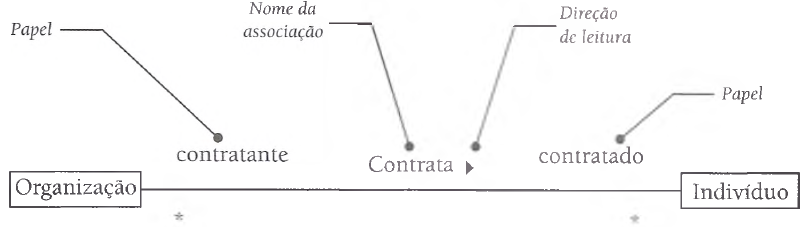 Papel
Nome da
associação
Direção
de leitura
Papel
contratante
Contrata
contratado
Organização
Indivíduo
*
*